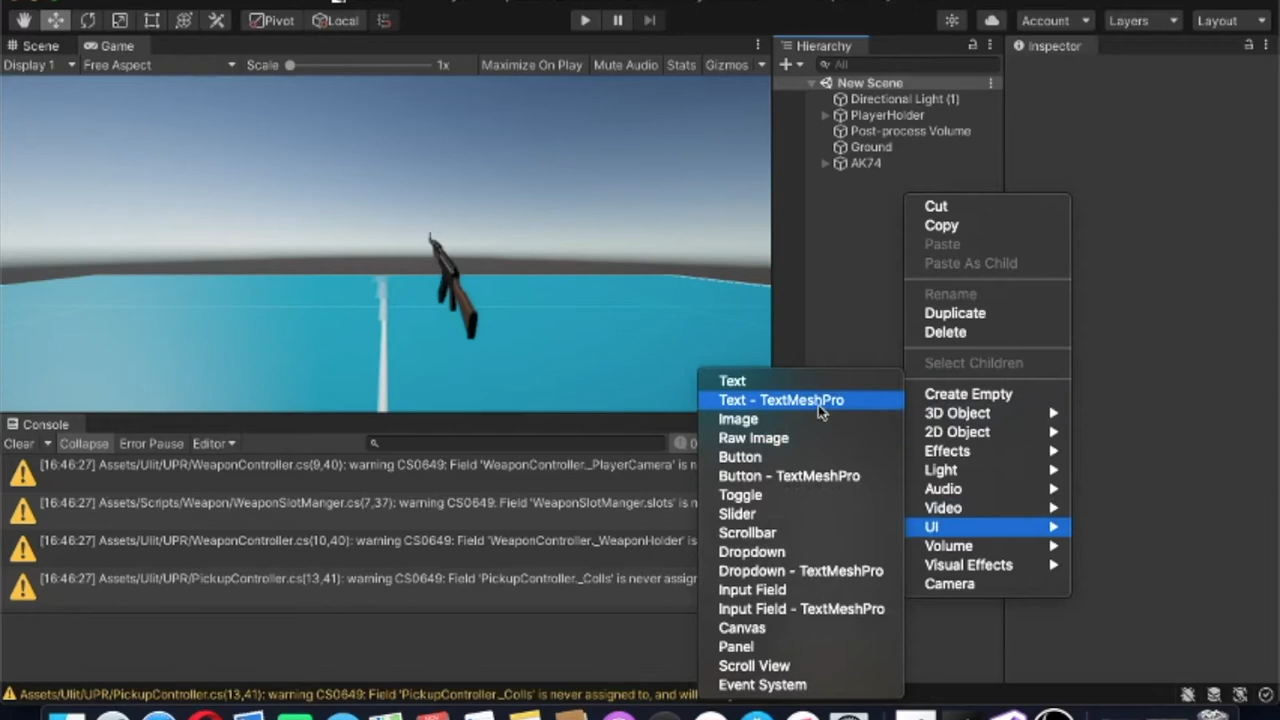 Pivot
Local
Account
Layers
Layout
Scene
Game
Display 1
Free Aspect
Scale
1x
Maximize On Play
Mute Audio
Stats
Gizmos
Hierarchy
All
New Scene
Directional Light (1)
PlayerHolder
Post-process Volume
Ground
AK74
Inspector
Cut
Copy
Paste
Paste As Child
Rename
Duplicate
Delete
Select Children
Create Empty
3D Object
2D Object
Effects
Light
Audio
Video
UI
Volume
Visual Effects
Camera
Text
Text - TextMeshPro
Image
Raw Image
Button
Button - TextMeshPro
Toggle
Slider
Scrollbar
Dropdown
Dropdown - TextMeshPro
Input Field
Input Field - TextMeshPro
Canvas
Panel
Scroll View
Event System
Console
Clear
Collapse
Error Pause
Editor
0
[16:46:27] Assets/Ulit/UPR/WeaponController.cs(9,40): warning CS0649: Field 'WeaponController._PlayerCamera' is n
[16:46:27] Assets/Scripts/Weapon/WeaponSlotManger.cs(7,37): warning CS0649: Field 'WeaponSlotManger.slots' is n
[16:46:27] Assets/Ulit/UPR/WeaponController.cs(10,40): warning CS0649: Field 'WeaponController._WeaponHolder' is
[16:46:27] Assets/Ulit/UPR/PickupController.cs(13,41): warning CS0649: Field 'PickupController._Colls' is never assigr
Assets/Ulit/UPR/PickupController.cs(13,41): warning CS0649: Field 'PickupController._Colls' is never assigned to, and will